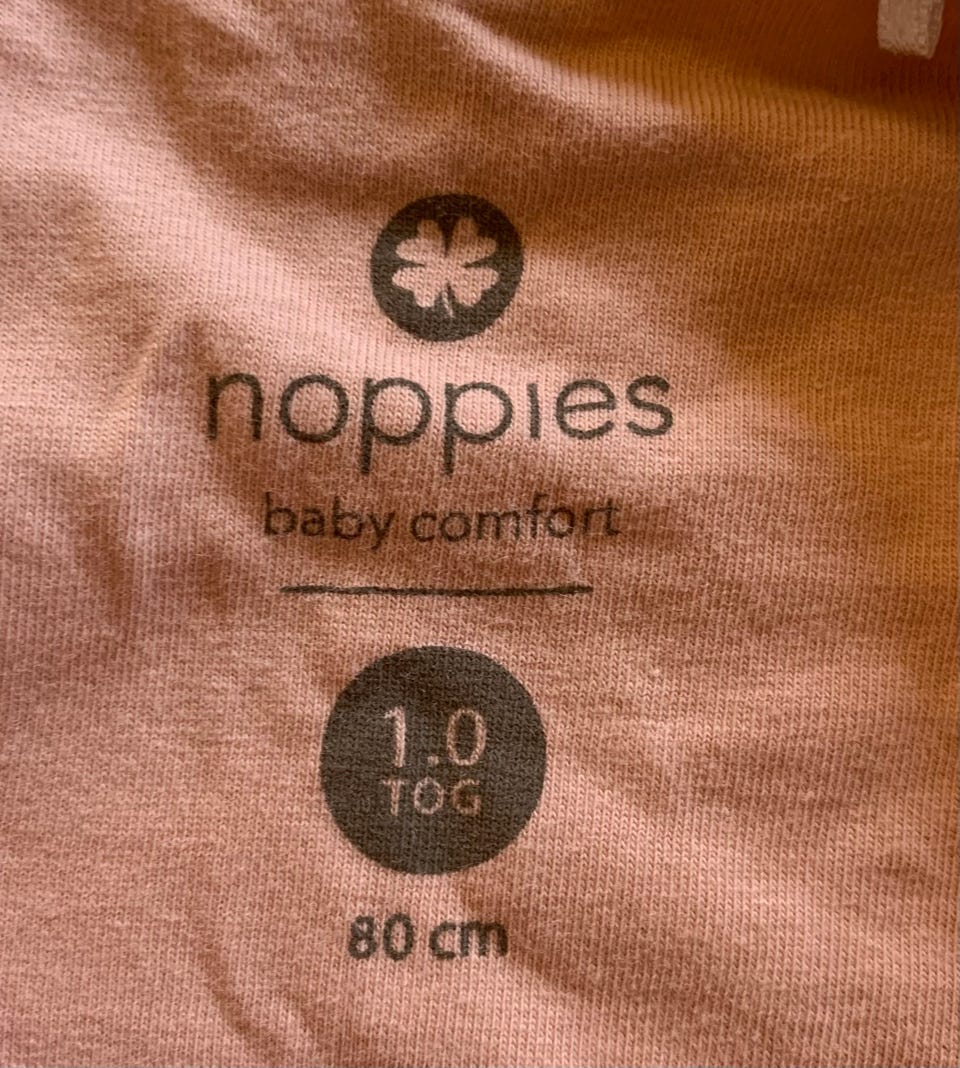 noppies
baby comfort
1.0
TOG
80 cm